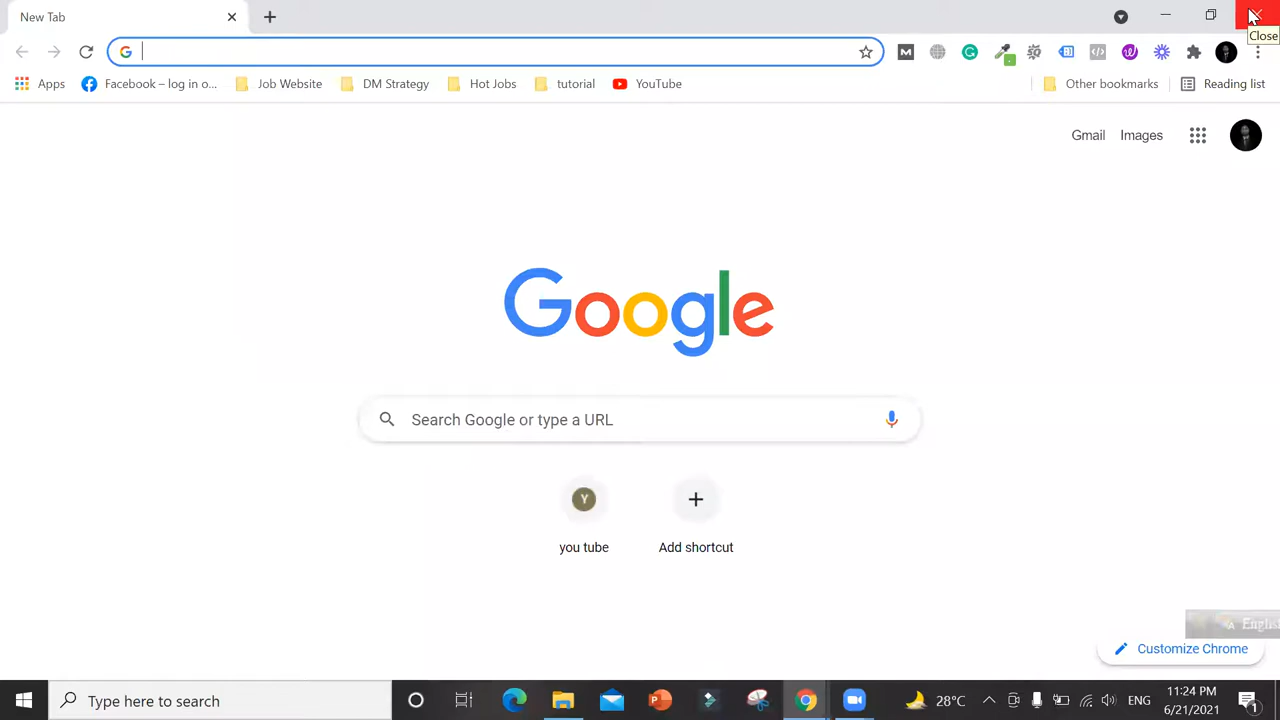 New Tab
Close
Apps
Facebook – log in o...
Job Website
DM Strategy
Hot Jobs
tutorial
YouTube
Other bookmarks
Reading list
Gmail
Images
Google
Search Google or type a URL
Y
you tube
Add shortcut
Customize Chrome
Type here to search
28°C
ENG
11:24 PM
6/21/2021
1